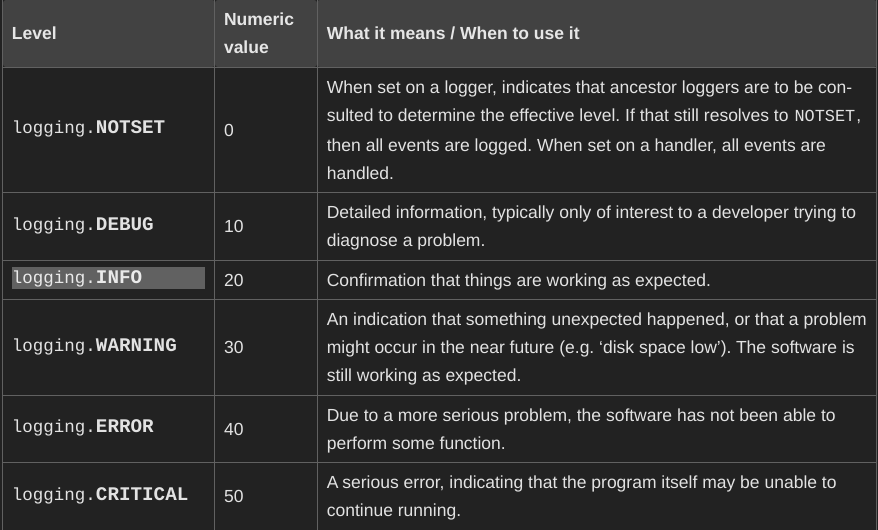 Level
Numeric
value
What it means / When to use it
logging.NOTSET
0
When set on a logger, indicates that ancestor loggers are to be con-
sulted to determine the effective level. If that still resolves to NOTSET,
then all events are logged. When set on a handler, all events are
handled.
logging.DEBUG
10
Detailed information, typically only of interest to a developer trying to
diagnose a problem.
logging.INFO
20
Confirmation that things are working as expected.
logging.WARNING
30
An indication that something unexpected happened, or that a problem
might occur in the near future (e.g. ‘disk space low’). The software is
still working as expected.
logging.ERROR
40
Due to a more serious problem, the software has not been able to
perform some function.
logging.CRITICAL
50
A serious error, indicating that the program itself may be unable to
continue running.